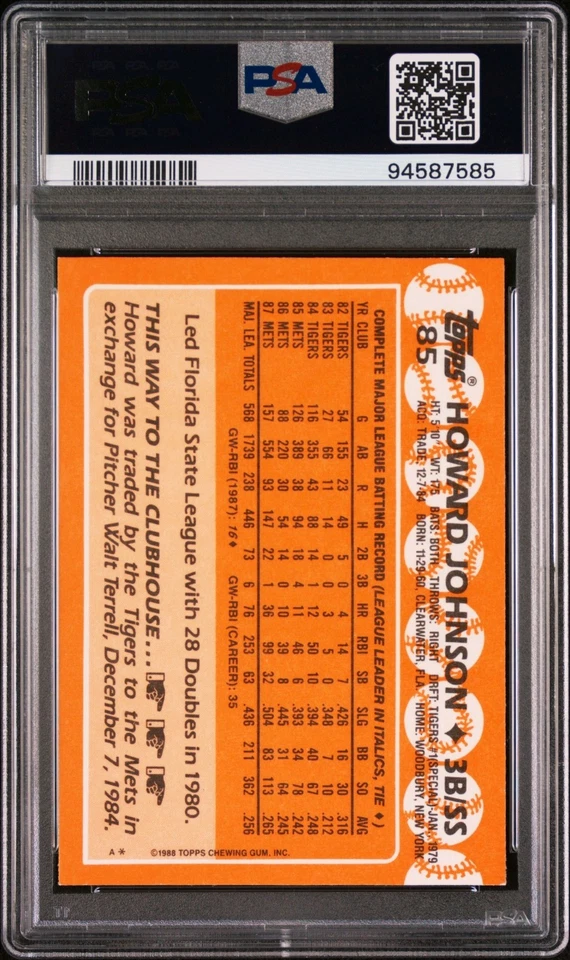 PSA
PSA
94587585
topps®
85
HOWARD JOHNSON ♦ 3B/SS
HT: 5'10" WT: 175 BATS: BOTH THROWS: RIGHT DRFT: TIGERS #1(SPECIAL)-JAN., 1979
ACQ: TRADE, 12-7-84 BORN: 11-29-60, CLEARWATER, FLA. HOME: WOODBURY, NEW YORK
COMPLETE MAJOR LEAGUE BATTING RECORD (LEAGUE LEADER IN ITALICS, TIE ♦)
YR CLUB G AB R H 2B 3B HR RBI SB SLG BB SO AVG
82 TIGERS 54 155 23 49 5 0 4 14 7 .426 16 30 .316
83 TIGERS 27 66 11 14 0 0 3 5 0 .348 7 10 .212
84 TIGERS 116 355 43 88 14 1 12 50 10 .394 40 67 .248
85 METS 126 389 38 94 18 4 11 46 6 .393 34 78 .242
86 METS 88 220 30 54 14 0 10 39 8 .445 31 64 .245
87 METS 157 554 93 147 22 1 36 99 32 .504 83 113 .265
MAJ. LEA. TOTALS 568 1739 238 446 73 6 76 253 63 .436 211 362 .256
GW-RBI (1987): 16♦ GW-RBI (CAREER): 35
Led Florida State League with 28 Doubles in 1980.
THIS WAY TO THE CLUBHOUSE...
Howard was traded by the Tigers to the Mets in
exchange for Pitcher Walt Terrell, December 7, 1984.
A * ©1988 TOPPS CHEWING GUM, INC.
PSA